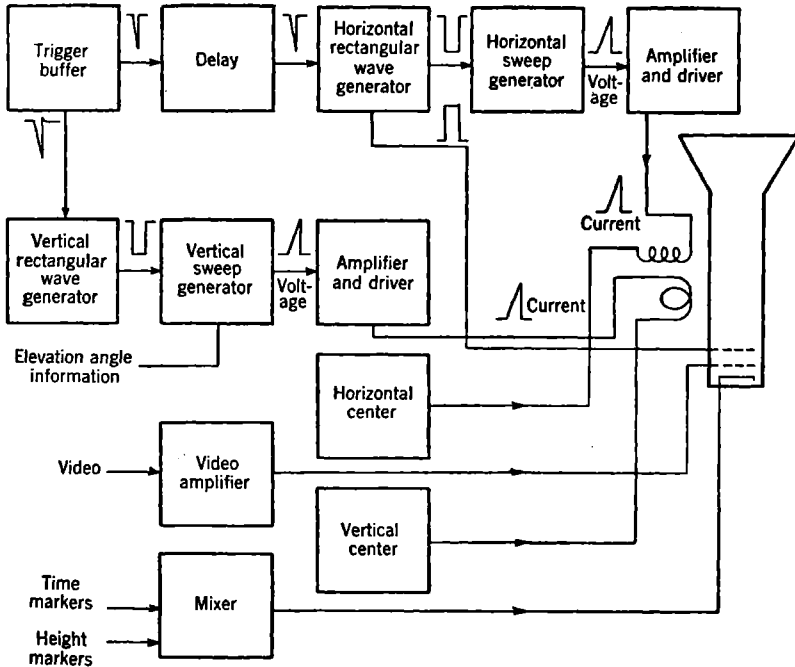 Trigger
buffer
Delay
Horizontal
rectangular
wave
generator
Horizontal
sweep
generator
Volt-
age
Amplifier
and driver
Current
Vertical
rectangular
wave
generator
Vertical
sweep
generator
Volt-
age
Amplifier
and driver
Current
Elevation angle
information
Horizontal
center
Video
Video
amplifier
Vertical
center
Time
markers
Mixer
Height
markers